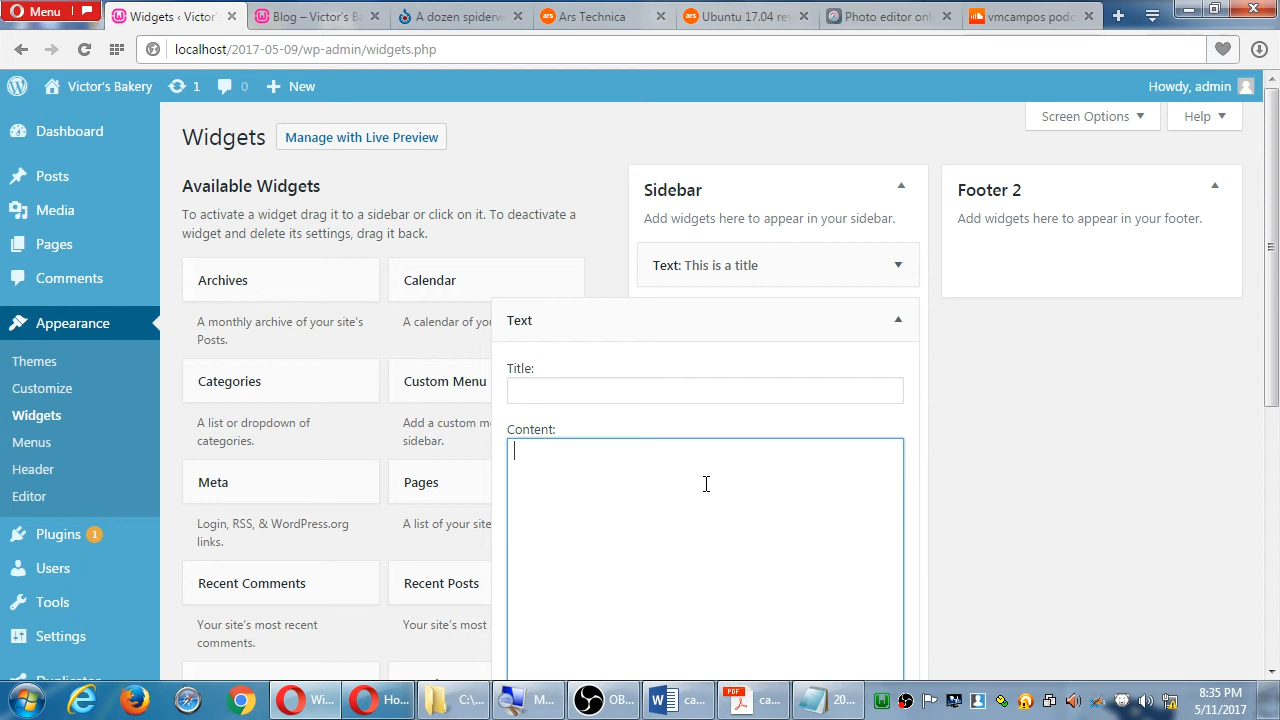 Menu
Widgets ‹ Victor'
Blog – Victor's B
A dozen spiderw
Ars Technica
Ubuntu 14 rev
Photo editor onli
vmcampos pod
localhost/2017-05-09/wp-admin/widgets.php
Victor's Bakery
1
0
New
Howdy, admin
Dashboard
Posts
Media
Pages
Comments
Appearance
Themes
Customize
Widgets
Menus
Header
Editor
Plugins 1
Users
Tools
Settings
Widgets
Manage with Live Preview
Screen Options
Help
Available Widgets
To activate a widget drag it to a sidebar or click on it. To deactivate a
widget and delete its settings, drag it back.
Archives
A monthly archive of your site's
Posts.
Calendar
A calendar of you
Categories
A list or dropdown of
categories.
Custom Menu
Add a custom m
sidebar.
Meta
Login, RSS, & WordPress.org
links.
Pages
A list of your site
Recent Comments
Your site's most recent
comments.
Recent Posts
Your site's most
Sidebar
Add widgets here to appear in your sidebar.
Text: This is a title
Text
Title:
Content:
Footer 2
Add widgets here to appear in your footer.
Wi...
Ho...
C:\...
M...
OB...
ca...
ca...
20...
8:35 PM
5/11/2017